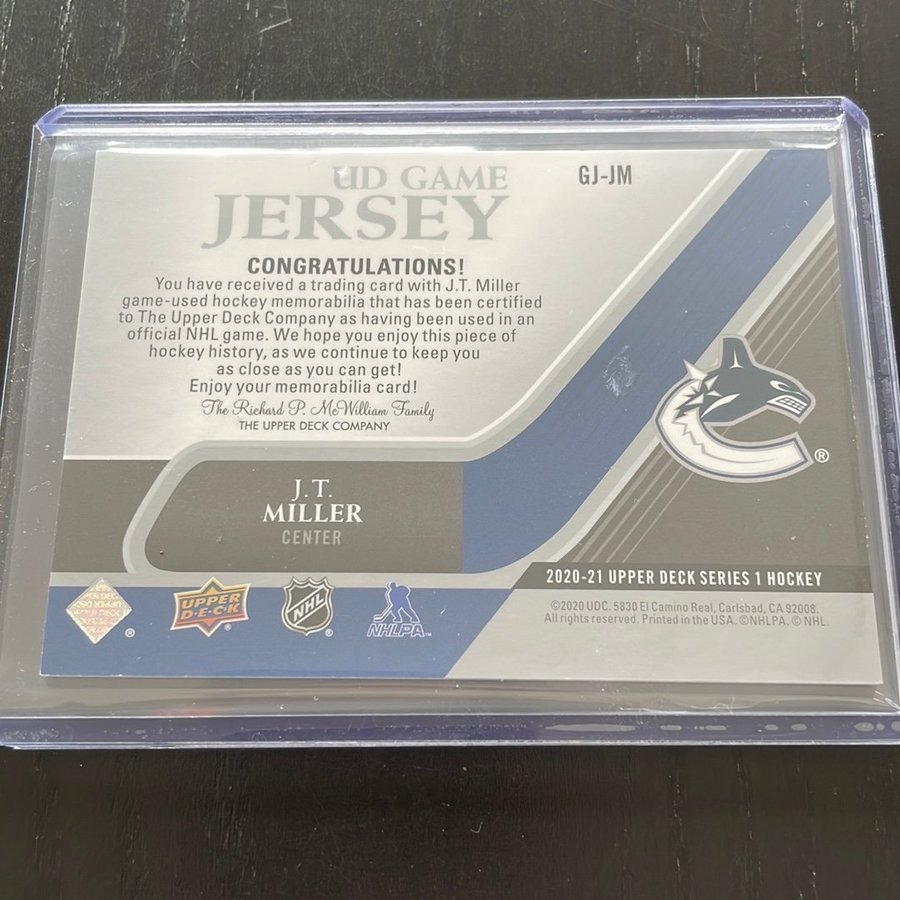 UD GAME
JERSEY
GJ-JM
CONGRATULATIONS!
You have received a trading card with J.T. Miller
game-used hockey memorabilia that has been certified
to The Upper Deck Company as having been used in an
official NHL game. We hope you enjoy this piece of
hockey history, as we continue to keep you
as close as you can get!
Enjoy your memorabilia card!
The Richard P. McWilliam Family
THE UPPER DECK COMPANY
J.T.
MILLER
CENTER
®
2020-21 UPPER DECK SERIES 1 HOCKEY
UPPER
D·E·C·K
®
NHL
®
NHLPA™
®
©2020 UDC. 5830 El Camino Real, Carlsbad, CA 92008.
All rights reserved. Printed in the USA. ©NHLPA. © NHL.